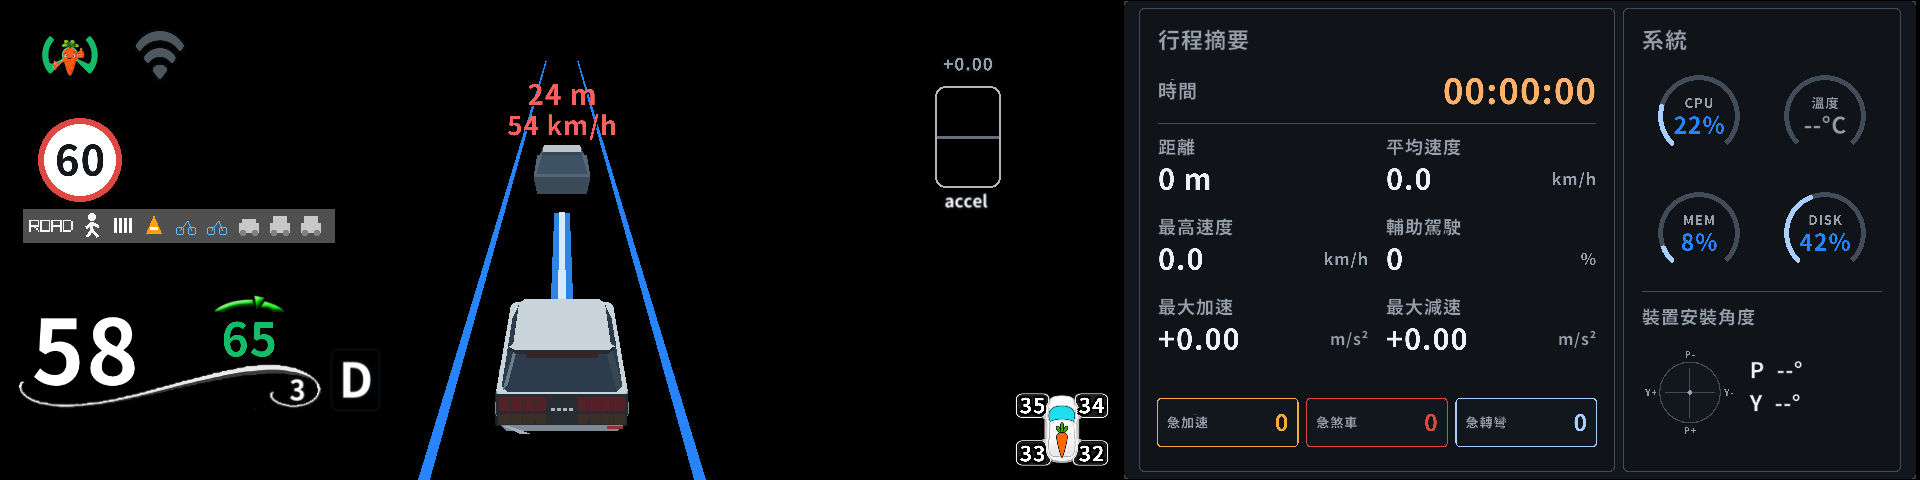 60
ROAD
58
65
3
D
24 m
54 km/h
+0.00
accel
35 34
33 32
行程摘要
時間 00:00:00
距離 平均速度
0 m 0.0 km/h
最高速度 輔助駕駛
0.0 km/h 0 %
最大加速 最大減速
+0.00 m/s² +0.00 m/s²
急加速 0 急煞車 0 急轉彎 0
系統
CPU 溫度
22% --°C
MEM DISK
8% 42%
裝置安裝角度
P-
Y+ Y-
P+
P --°
Y --°